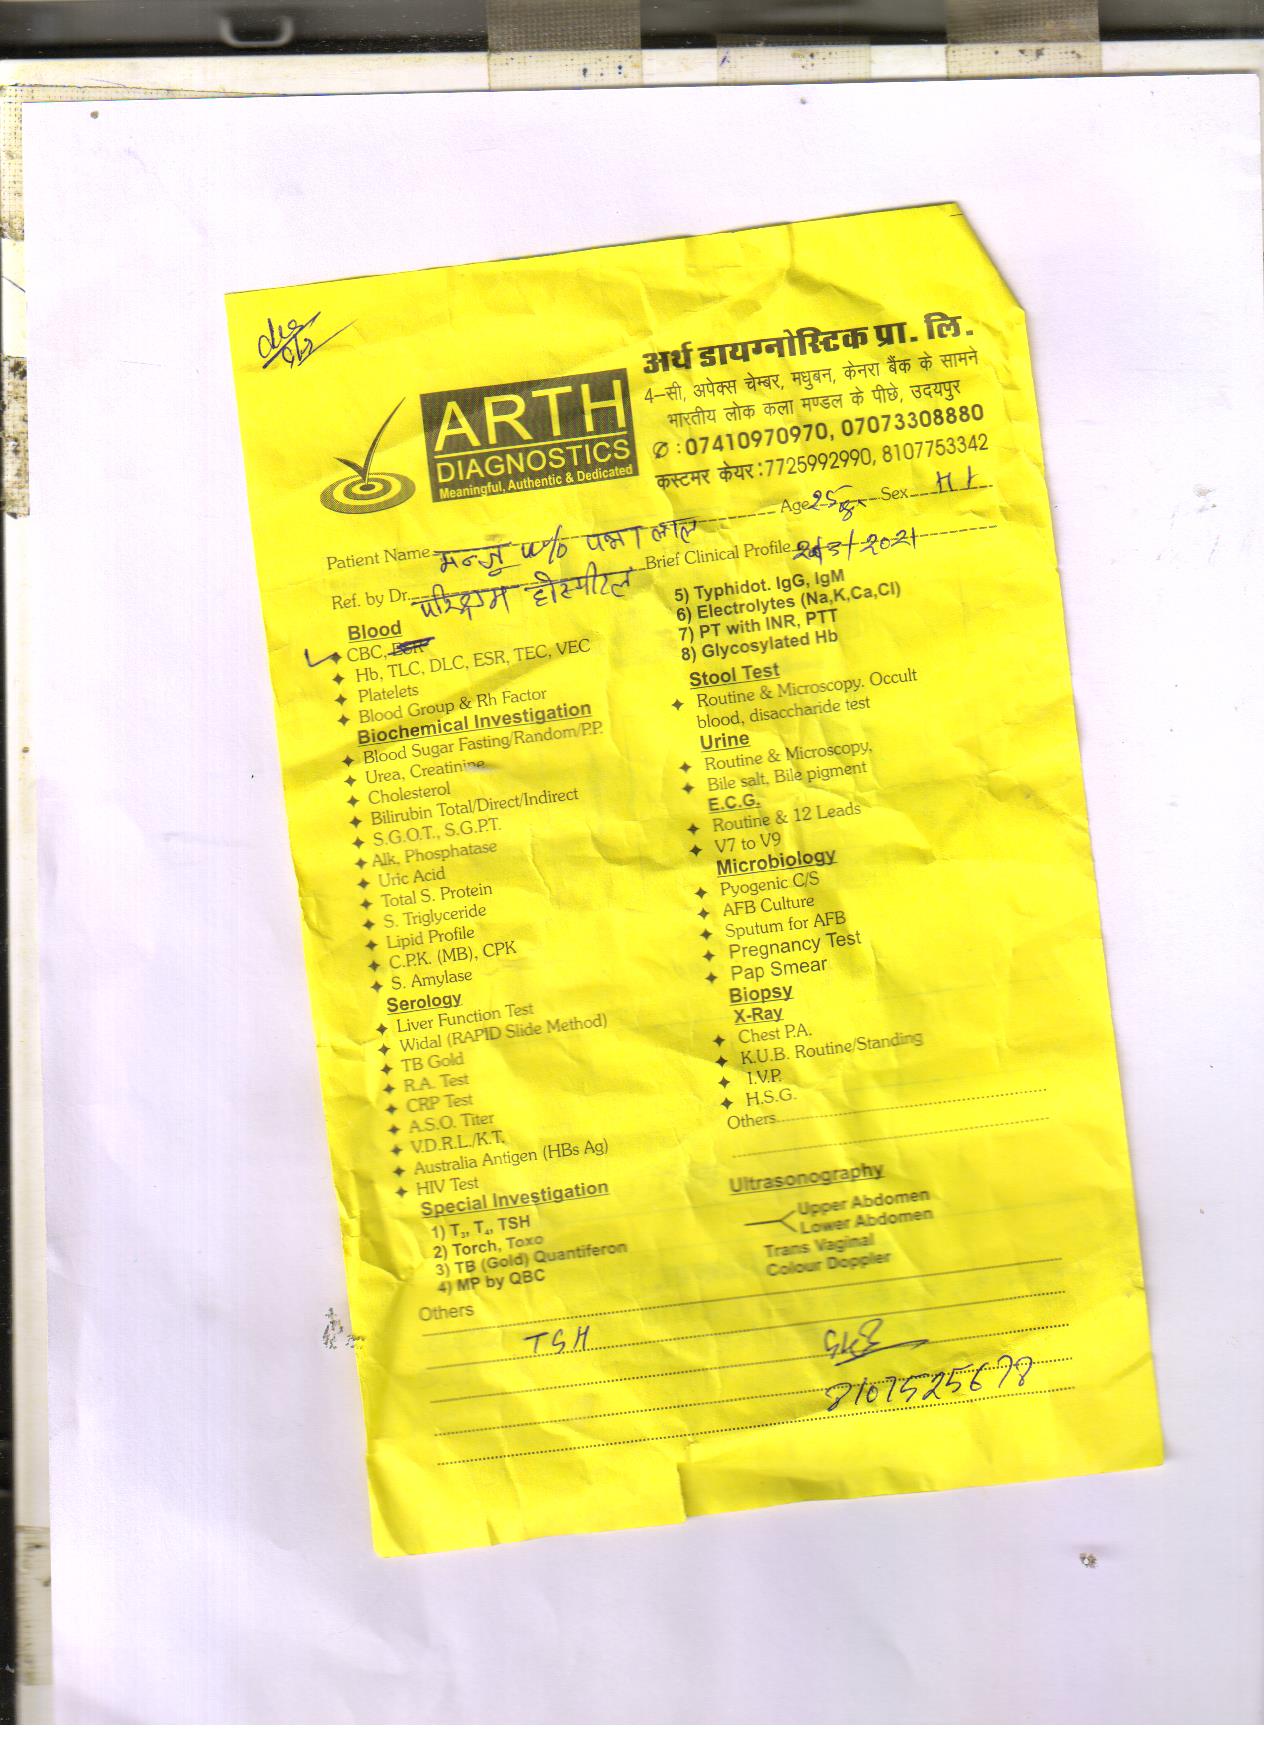 अर्थ डायग्नोस्टिक प्रा. लि.
4-सी, अपेक्स चेम्बर, मधुबन, केनरा बैंक के सामने
भारतीय लोक कला मण्डल के पीछे, उदयपुर
✆ : 07410970970, 07073308880
कस्टमर केयर : 7725992990, 8107753342
ARTH
DIAGNOSTICS
Meaningful, Authentic & Dedicated
Patient Name मन्जू w/o पन्ना लाल Age 25 Sex
Ref. by Dr. हॉस्पीटल Brief Clinical Profile /3/2021
Blood
CBC, ESR
Hb, TLC, DLC, ESR, TEC, VEC
Platelets
Blood Group & Rh Factor
Biochemical Investigation
Blood Sugar Fasting/Random/P.P.
Urea, Creatinine
Cholesterol
Bilirubin Total/Direct/Indirect
S.G.O.T., S.G.P.T.
Alk, Phosphatase
Uric Acid
Total S. Protein
S. Triglyceride
Lipid Profile
C.P.K. (MB), CPK
S. Amylase
Serology
Liver Function Test
Widal (RAPID Slide Method)
TB Gold
R.A. Test
CRP Test
A.S.O. Titer
V.D.R.L./K.T.
Australia Antigen (HBs Ag)
HIV Test
Special Investigation
1) T₃, T₄, TSH
2) Torch, Toxo
3) TB (Gold) Quantiferon
4) MP by QBC
5) Typhidot. IgG, IgM
6) Electrolytes (Na,K,Ca,Cl)
7) PT with INR, PTT
8) Glycosylated Hb
Stool Test
Routine & Microscopy. Occult
blood, disaccharide test
Urine
Routine & Microscopy,
Bile salt, Bile pigment
E.C.G.
Routine & 12 Leads
V7 to V9
Microbiology
Pyogenic C/S
AFB Culture
Sputum for AFB
Pregnancy Test
Pap Smear
Biopsy
X-Ray
Chest P.A.
K.U.B. Routine/Standing
I.V.P.
H.S.G.
Others
Ultrasonography
Upper Abdomen
Lower Abdomen
Trans Vaginal
Colour Doppler
Others
TSH
8107525678